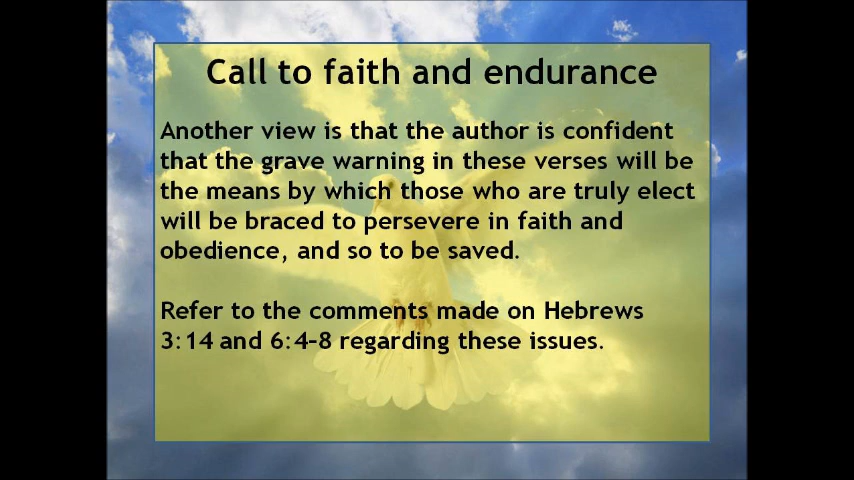 Call to faith and endurance
Another view is that the author is confident
that the grave warning in these verses will be
the means by which those who are truly elect
will be braced to persevere in faith and
obedience, and so to be saved.
Refer to the comments made on Hebrews
3:14 and 6:4–8 regarding these issues.